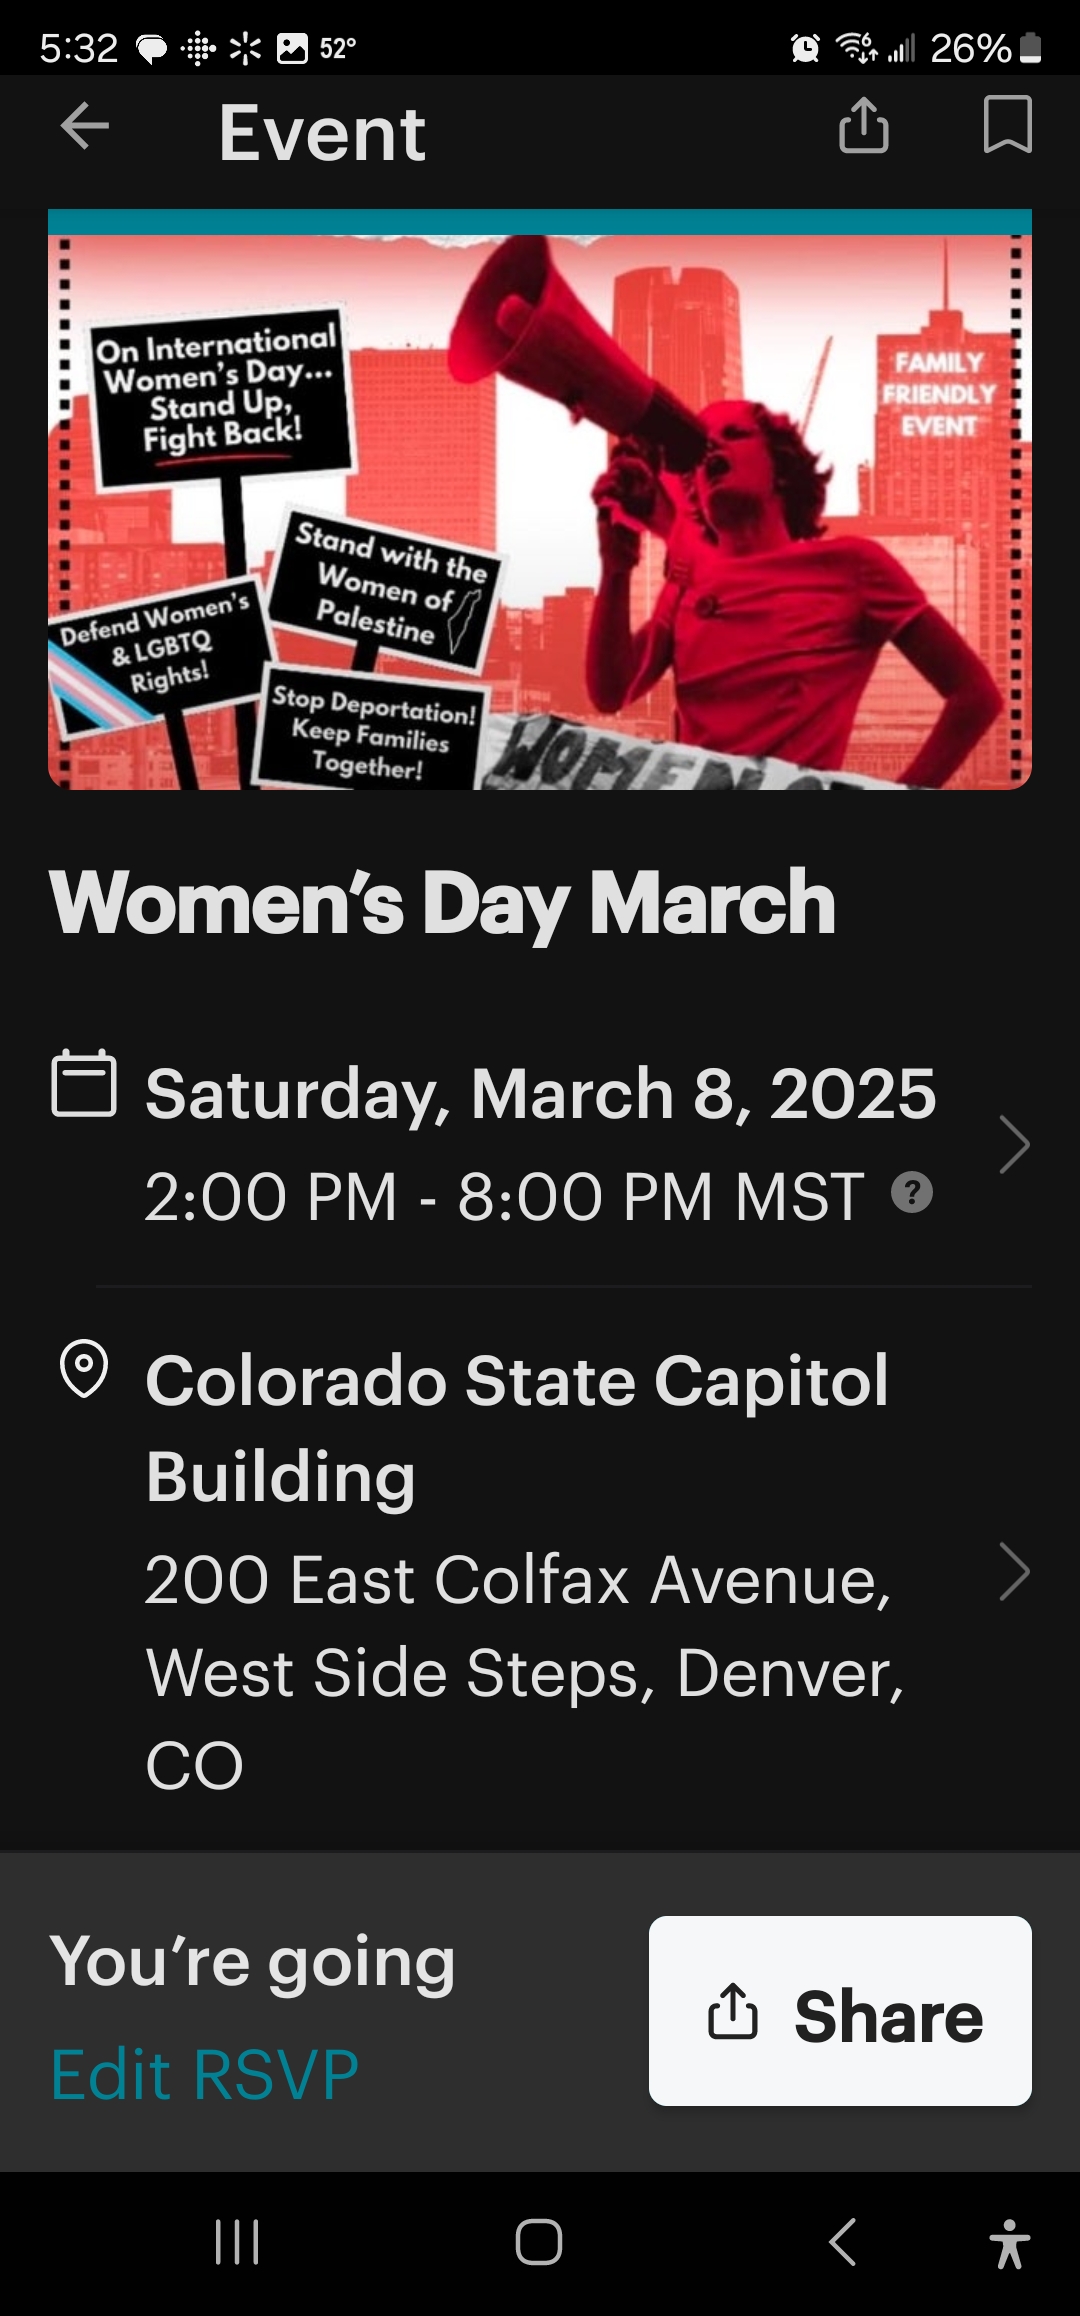 5:32 52° 26%
Event
On International
Women's Day...
Stand Up,
Fight Back!
FAMILY
FRIENDLY
EVENT
Stand with the
Women of
Palestine
Defend Women's
& LGBTQ
Rights!
Stop Deportation!
Keep Families
Together!
WOMEN
Women's Day March
Saturday, March 8, 2025
2:00 PM - 8:00 PM MST ?
Colorado State Capitol
Building
200 East Colfax Avenue,
West Side Steps, Denver,
CO
You're going
Edit RSVP
Share